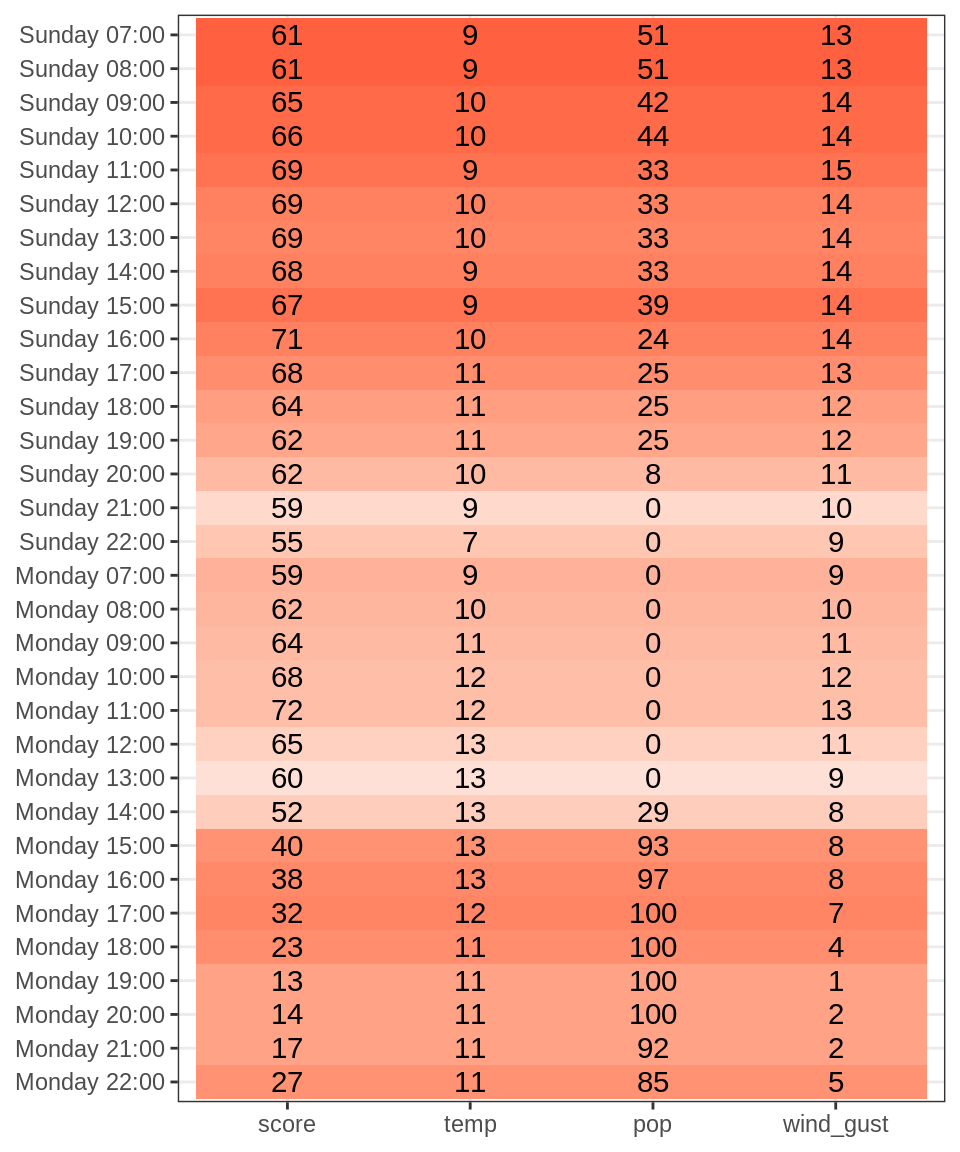 Sunday 07:00 61 9 51 13
Sunday 08:00 61 9 51 13
Sunday 09:00 65 10 42 14
Sunday 10:00 66 10 44 14
Sunday 11:00 69 9 33 15
Sunday 12:00 69 10 33 14
Sunday 13:00 69 10 33 14
Sunday 14:00 68 9 33 14
Sunday 15:00 67 9 39 14
Sunday 16:00 71 10 24 14
Sunday 17:00 68 11 25 13
Sunday 18:00 64 11 25 12
Sunday 19:00 62 11 25 12
Sunday 20:00 62 10 8 11
Sunday 21:00 59 9 0 10
Sunday 22:00 55 7 0 9
Monday 07:00 59 9 0 9
Monday 08:00 62 10 0 10
Monday 09:00 64 11 0 11
Monday 10:00 68 12 0 12
Monday 11:00 72 12 0 13
Monday 12:00 65 13 0 11
Monday 13:00 60 13 0 9
Monday 14:00 52 13 29 8
Monday 15:00 40 13 93 8
Monday 16:00 38 13 97 8
Monday 17:00 32 12 100 7
Monday 18:00 23 11 100 4
Monday 19:00 13 11 100 1
Monday 20:00 14 11 100 2
Monday 21:00 17 11 92 2
Monday 22:00 27 11 85 5
score temp pop wind_gust